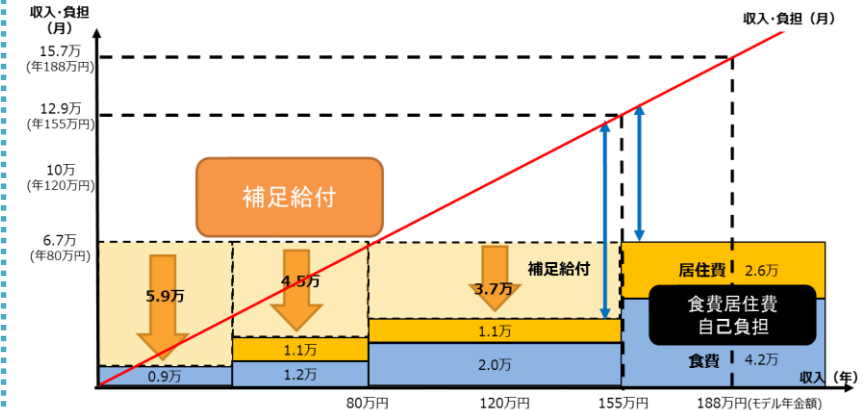 収入･負担
（月）
収入･負担（月）
15.7万
(年188万円)
12.9万
(年155万円)
10万
(年120万円)
補足給付
6.7万
(年80万円)
5.9万
4.5万
3.7万
補足給付
居住費 2.6万
食費居住費
自己負担
1.1万
1.1万
0.9万
1.2万
2.0万
食費 4.2万
収入（年）
80万円
120万円
155万円
188万円(モデル年金額)